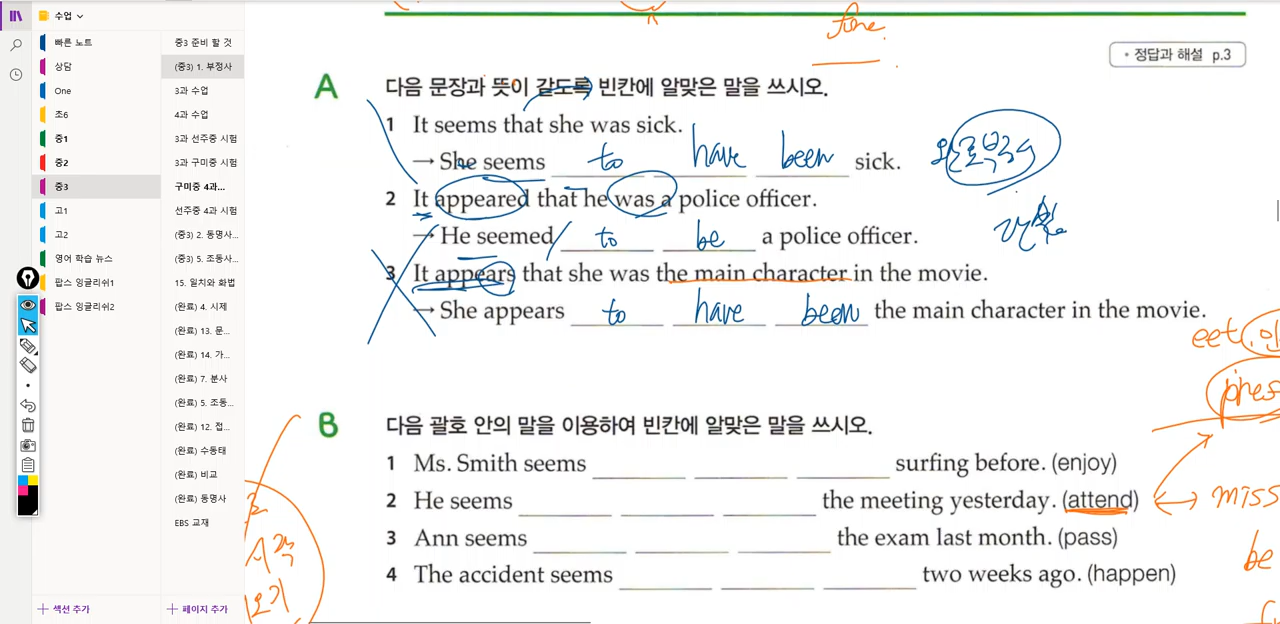 수업
빠른 노트
상담
One
초6
중1
중2
중3
고1
고2
영어 학습 뉴스
팝스 잉글리쉬1
팝스 잉글리쉬2
+ 섹션 추가
중3 준비 할 것
(중3) 1. 부정사
3과 수업
4과 수업
3과 선주중 시험
3과 구미중 시험
구미중 4과...
선주중 4과 시험
(중3) 2. 동명사...
(중3) 5. 조동사...
15. 일치와 화법
(완료) 4. 시제
(완료) 13. 문...
(완료) 14. 가...
(완료) 7. 분사
(완료) 5. 조동...
(완료) 12. 접...
(완료) 수동태
(완료) 비교
(완료) 동명사
EBS 교재
+ 페이지 추가
• 정답과 해설 p.3
A 다음 문장과 뜻이 같도록 빈칸에 알맞은 말을 쓰시오.
1 It seems that she was sick.
→ She seems to have been sick.
2 It appeared that he was a police officer.
→ He seemed to be a police officer.
3 It appears that she was the main character in the movie.
→ She appears to have been the main character in the movie.
B 다음 괄호 안의 말을 이용하여 빈칸에 알맞은 말을 쓰시오.
1 Ms. Smith seems surfing before. (enjoy)
2 He seems the meeting yesterday. (attend)
miss
3 Ann seems the exam last month. (pass)
be
4 The accident seems two weeks ago. (happen)